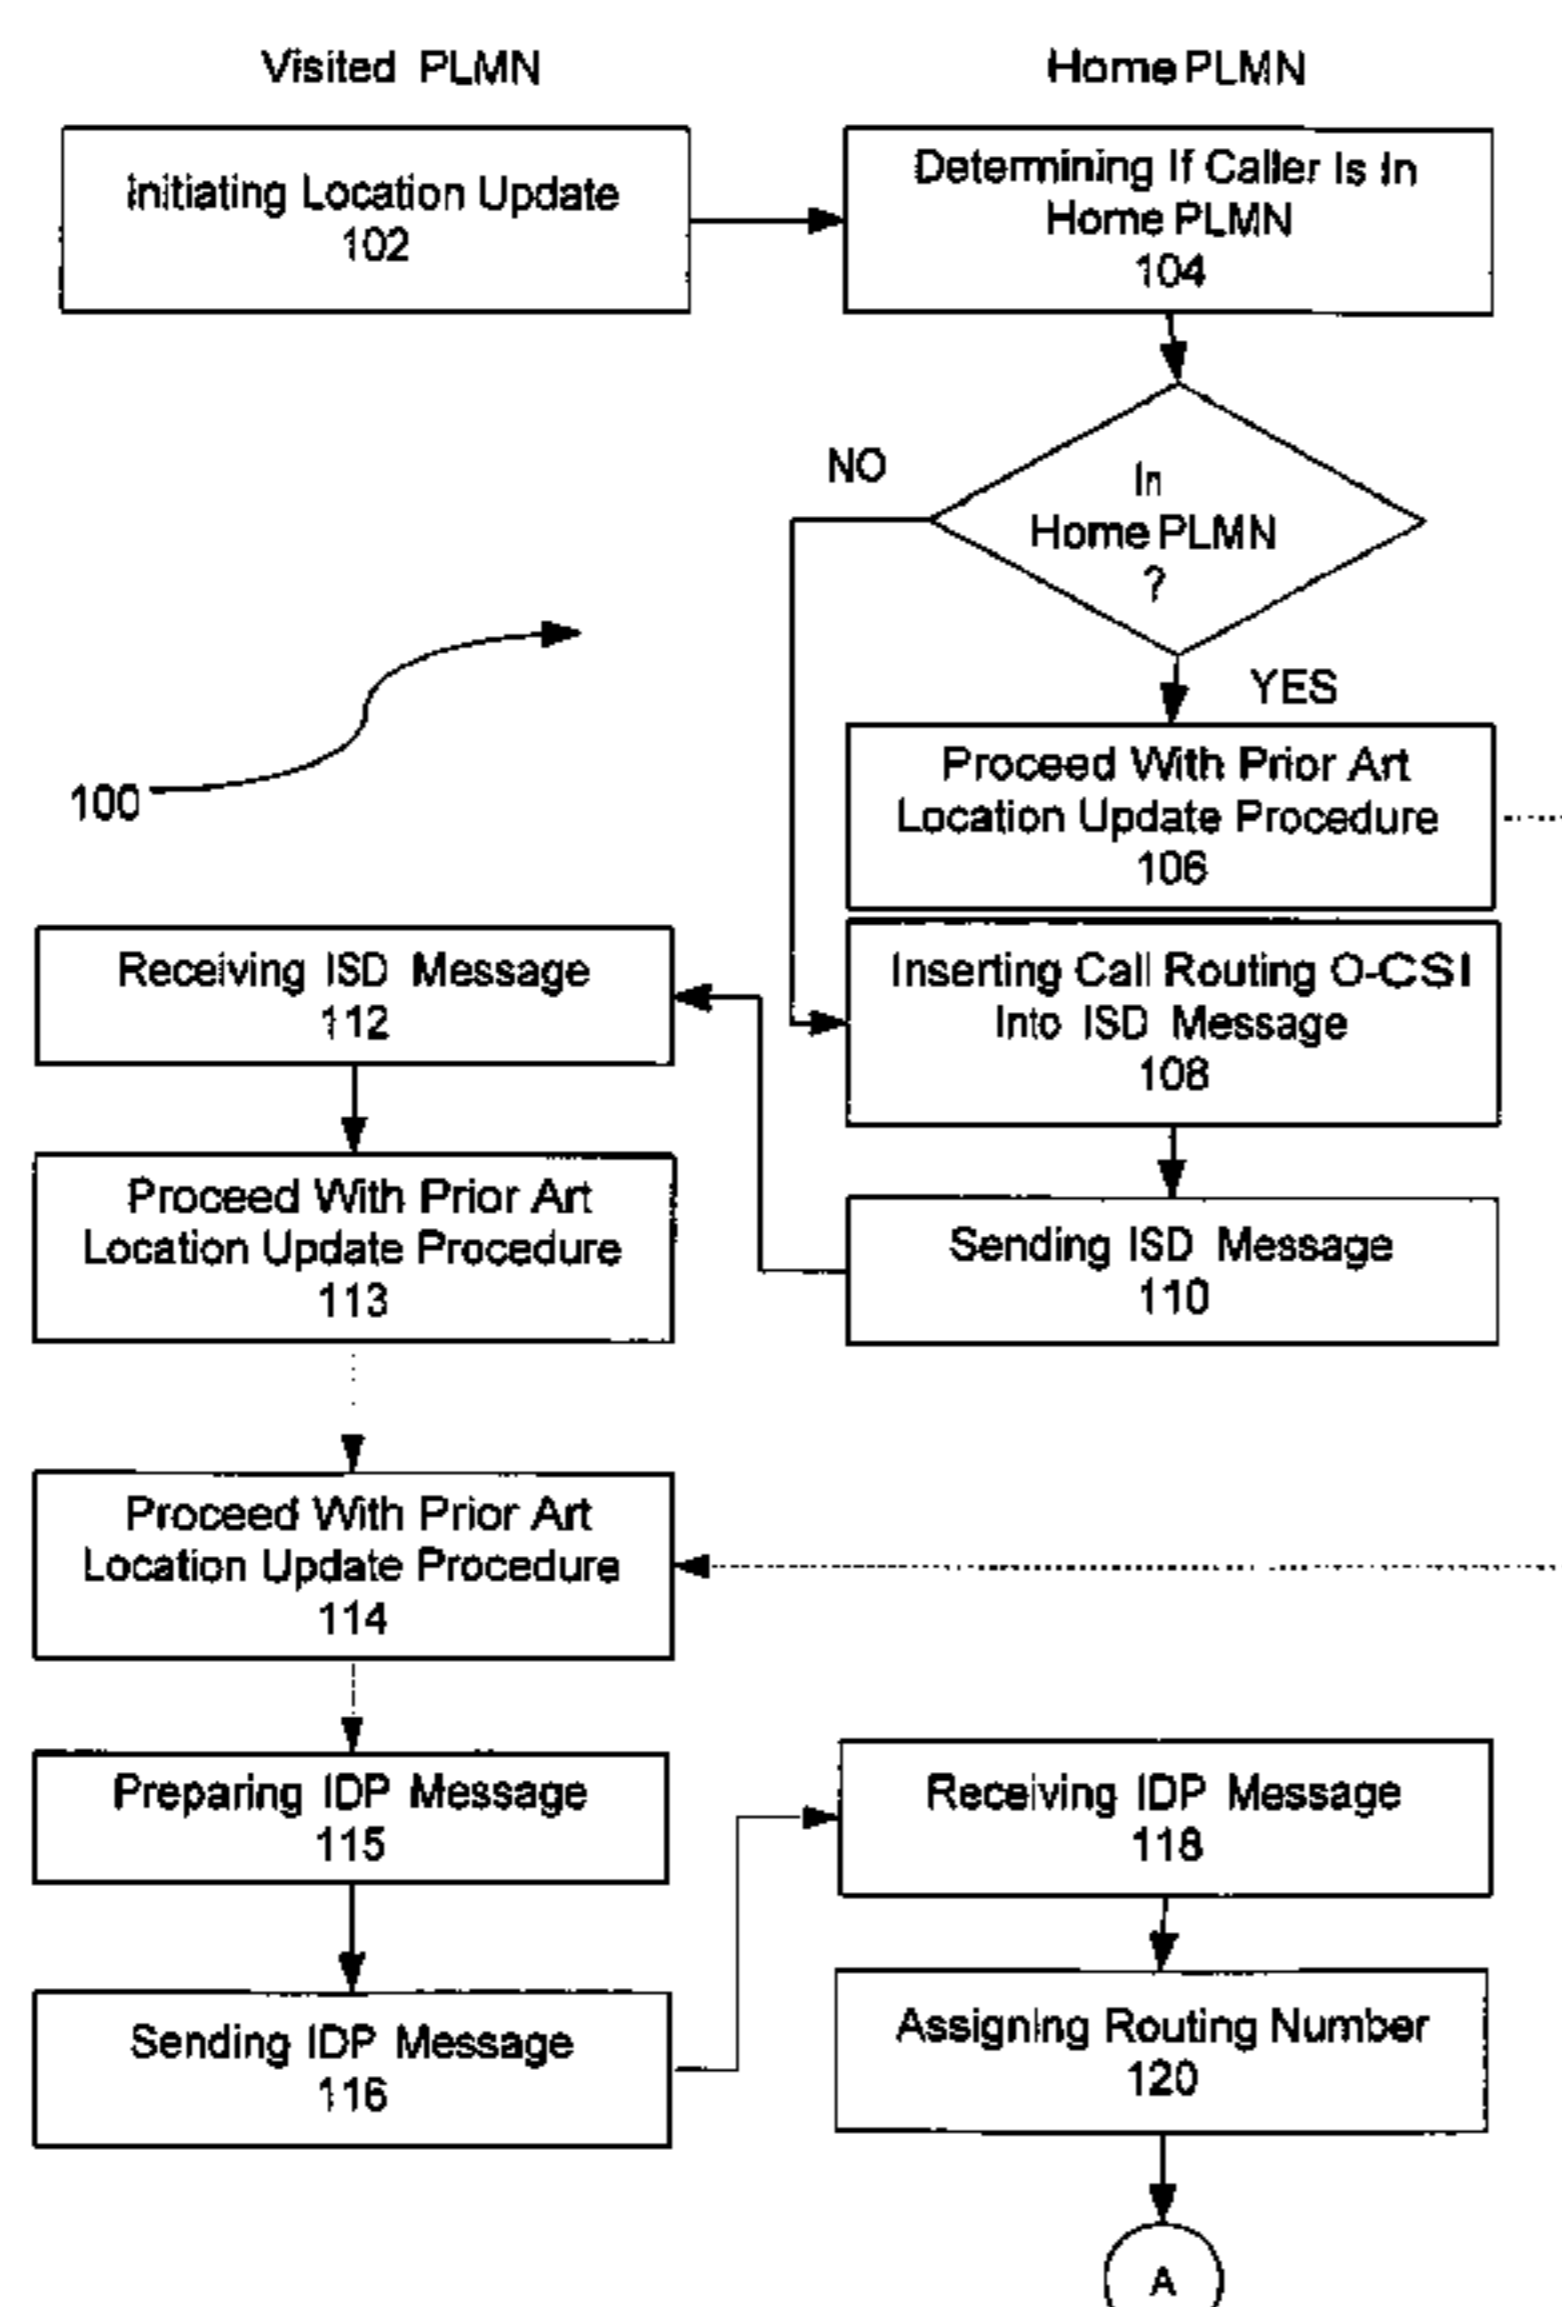 Visited PLMN
Home PLMN
Initiating Location Update
102
Determining If Caller Is In
Home PLMN
104
NO
In
Home PLMN
?
YES
100
Proceed With Prior Art
Location Update Procedure
106
Receiving ISD Message
112
Inserting Call Routing O-CSI
Into ISD Message
108
Proceed With Prior Art
Location Update Procedure
113
Sending ISD Message
110
Proceed With Prior Art
Location Update Procedure
114
Preparing IDP Message
115
Receiving IDP Message
118
Sending IDP Message
116
Assigning Routing Number
120
A